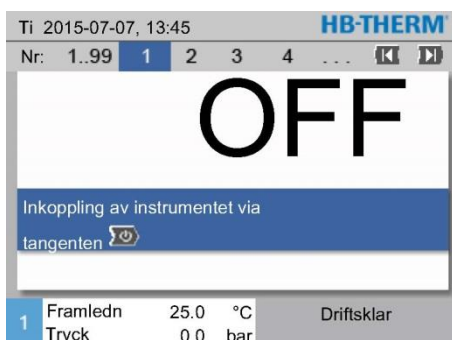 Ti 2015-07-07, 13:45 HB-THERM
Nr: 1..99 1 2 3 4 ...
OFF
Inkoppling av instrumentet via
tangenten
1 Framledn 25.0 °C Driftsklar
Tryck 0.0 bar